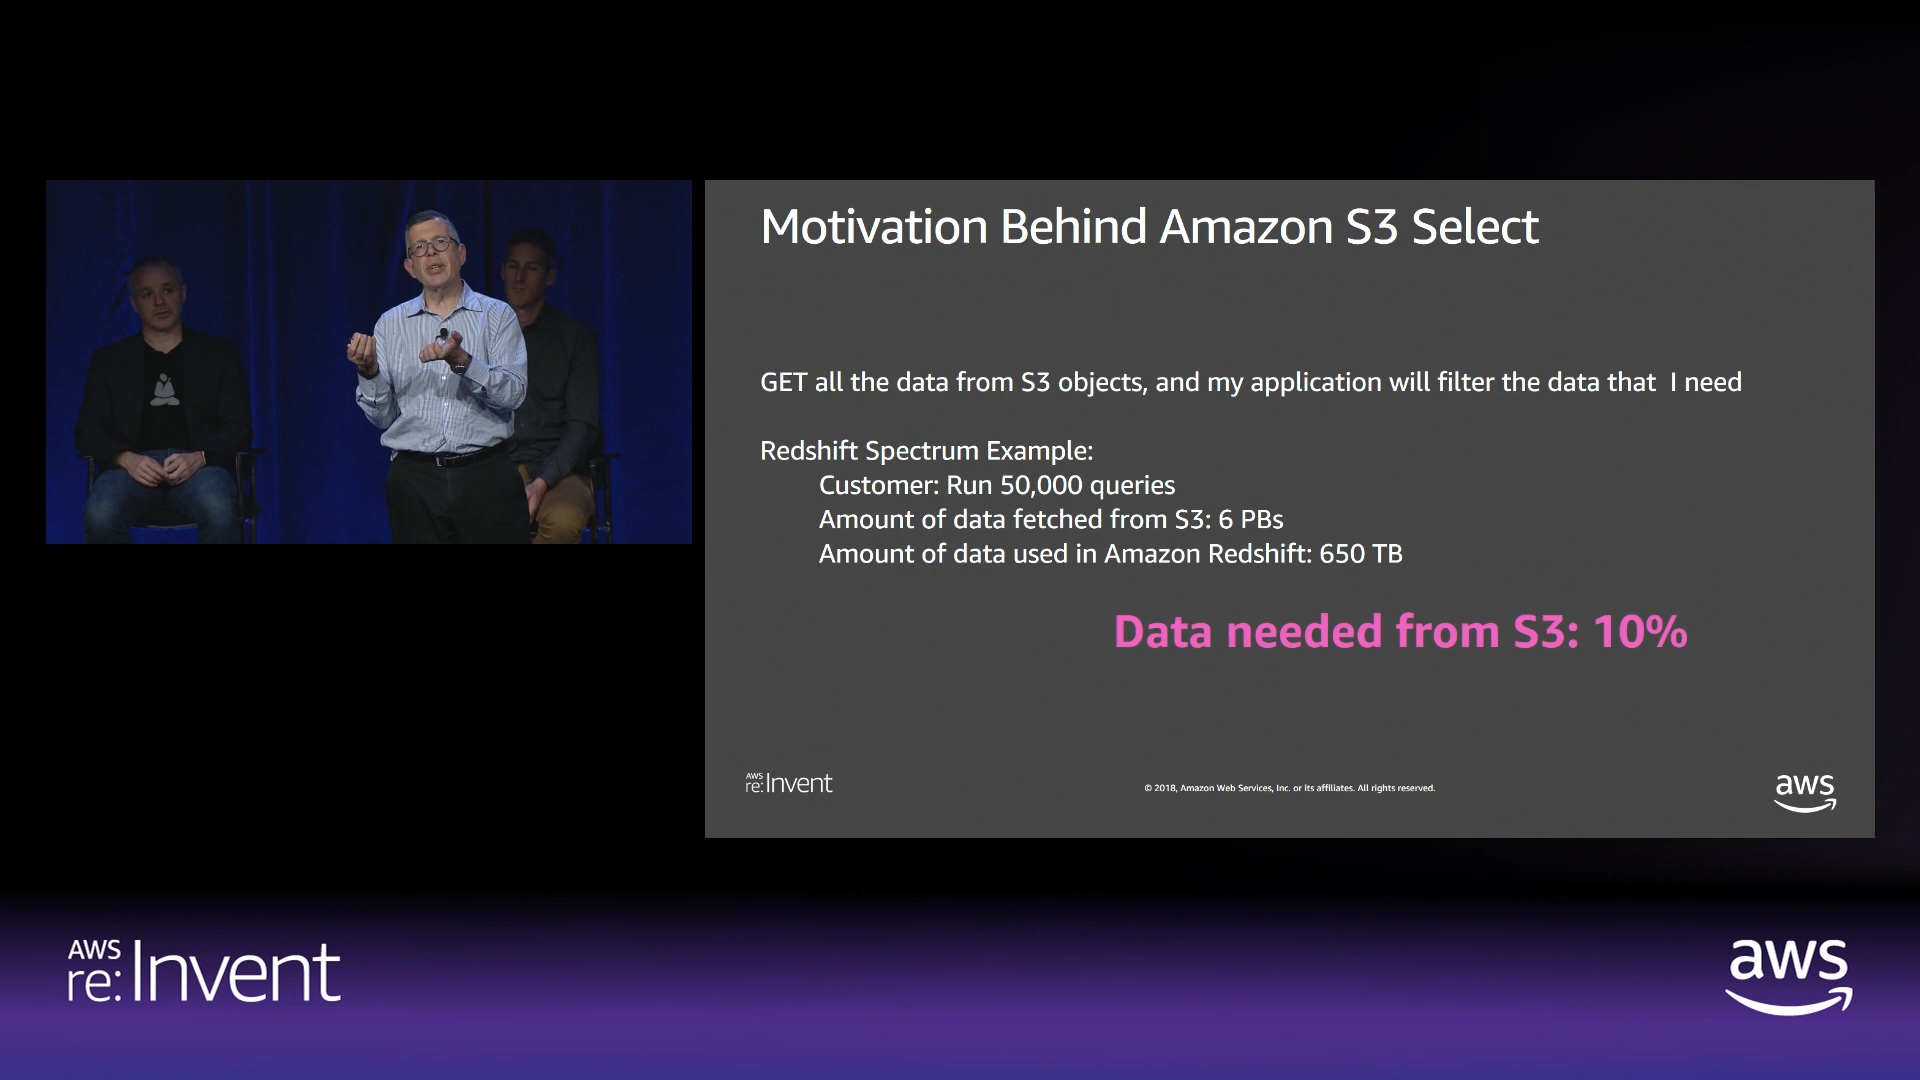 Motivation Behind Amazon S3 Select
GET all the data from S3 objects, and my application will filter the data that I need
Redshift Spectrum Example:
Customer: Run 50,000 queries
Amount of data fetched from S3: 6 PBs
Amount of data used in Amazon Redshift: 650 TB
Data needed from S3: 10%
AWS
re:Invent
© 2018, Amazon Web Services, Inc. or its affiliates. All rights reserved.
aws
AWS
re:Invent
aws